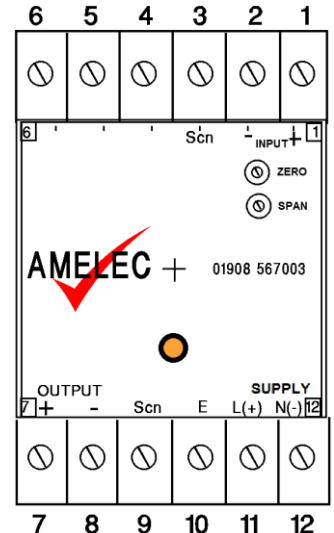 6 5 4 3 2 1
6 Scn - INPUT + 1
ZERO
SPAN
AMELEC 01908 567003
OUTPUT SUPPLY
7 + - Scn E L(+) N(-) 12
7 8 9 10 11 12